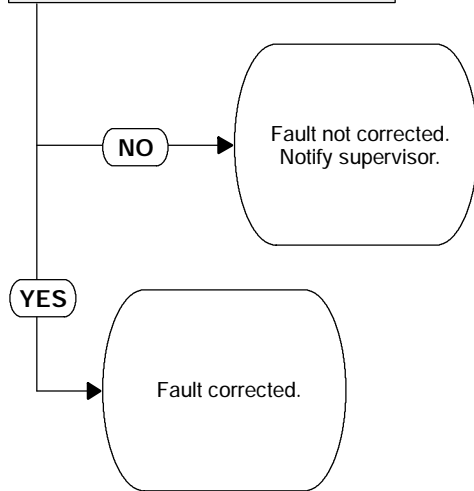 NO
Fault not corrected.
Notify supervisor.
YES
Fault corrected.